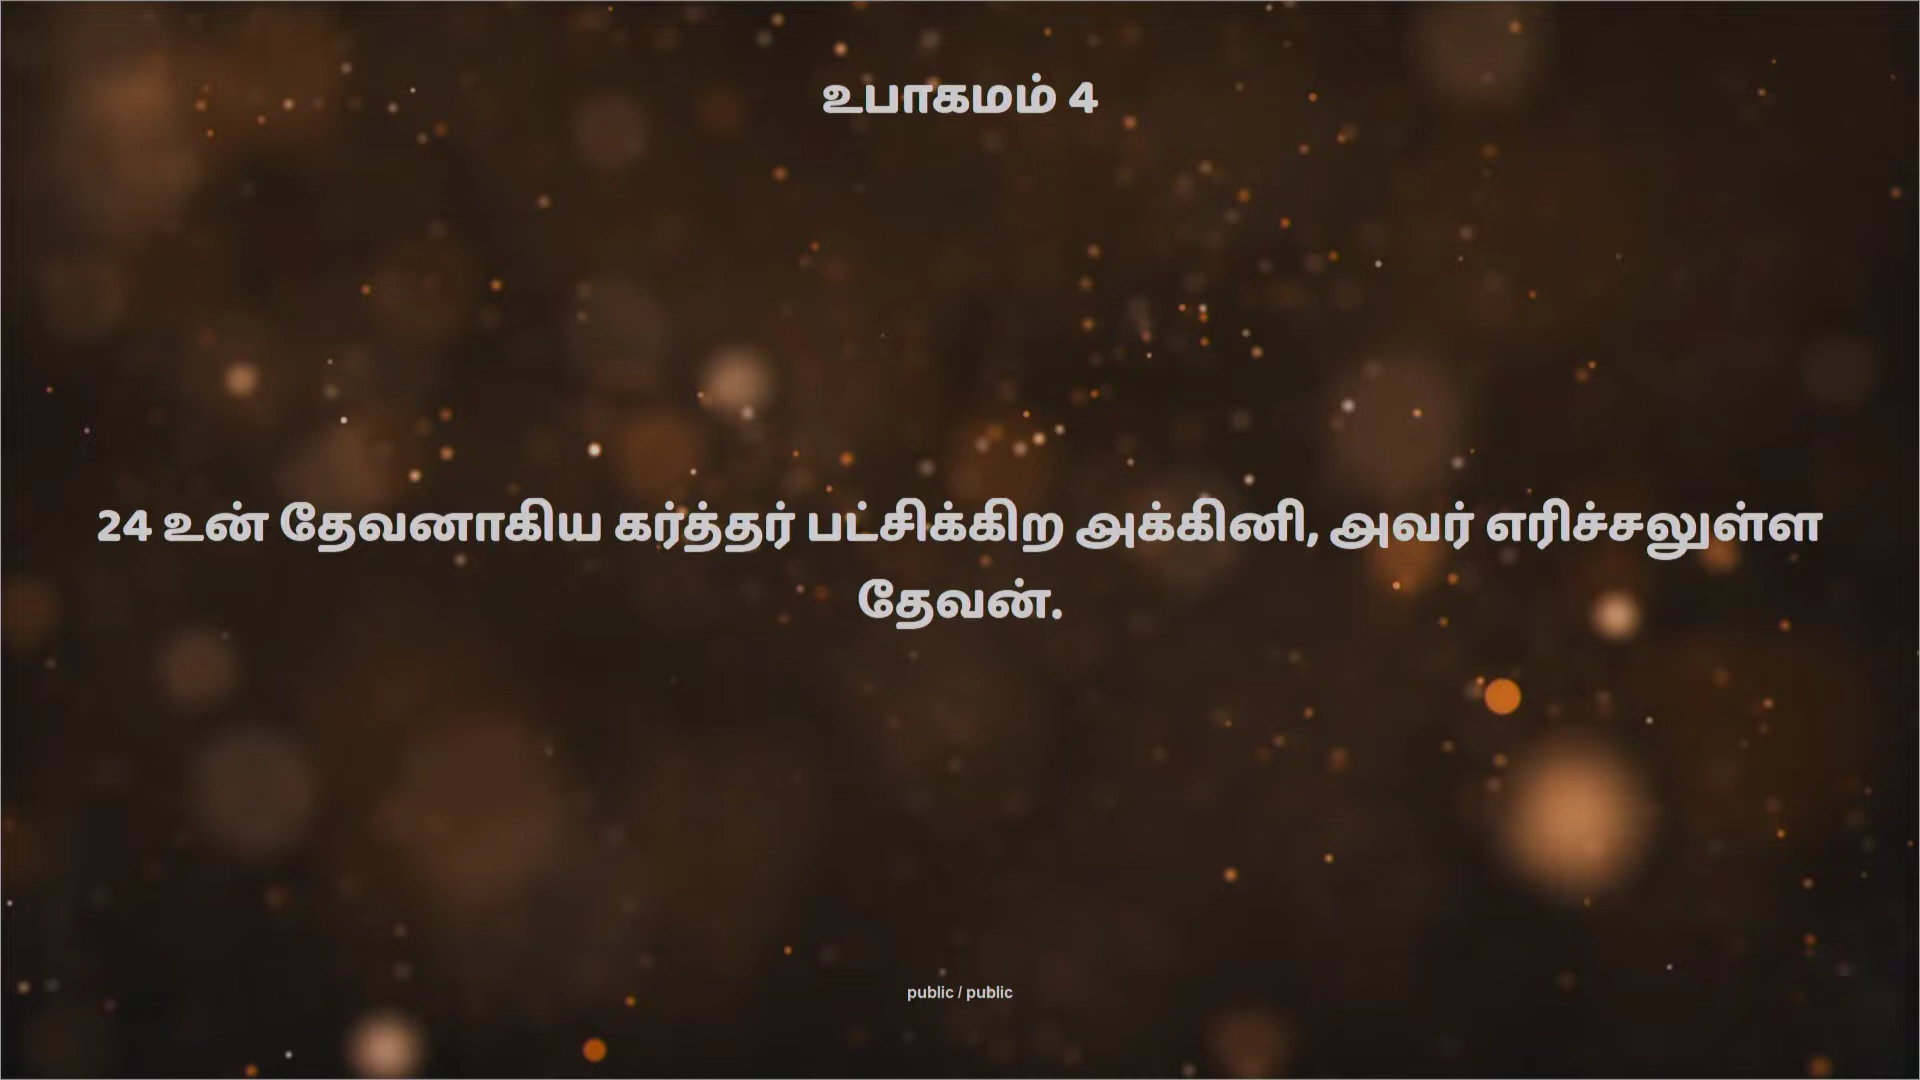 உபாகமம் 4
24 உன் தேவனாகிய கர்த்தர் பட்சிக்கிற அக்கினி, அவர் எரிச்சலுள்ள
தேவன்.
public / public